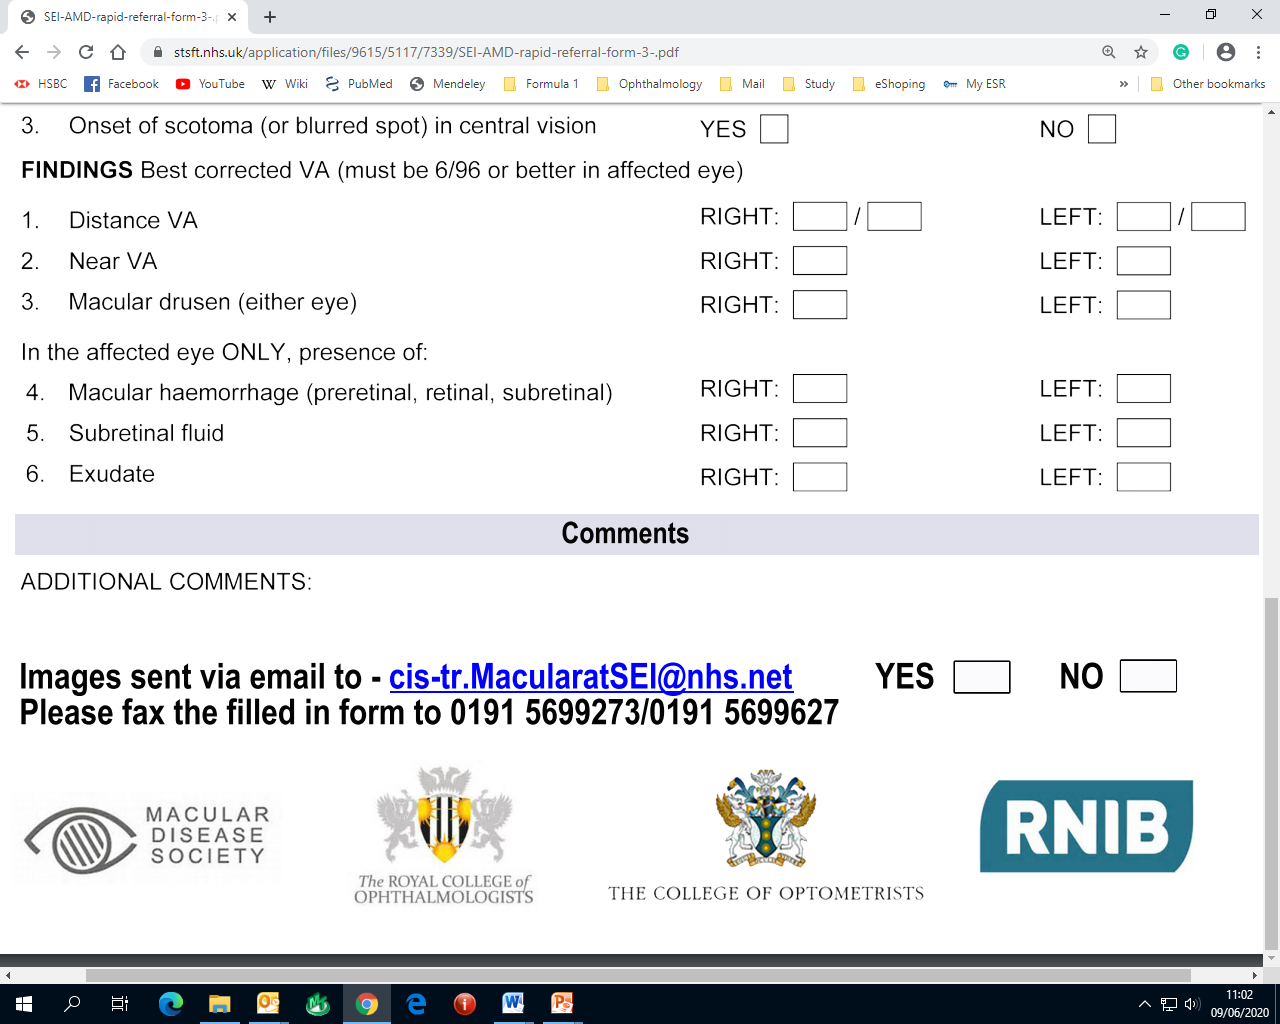 SEI-AMD-rapid-referral-form-3-.p
stsft.nhs.uk/application/files/9615/5117/7339/SEI-AMD-rapid-referral-form-3-.pdf
HSBC Facebook YouTube Wiki PubMed Mendeley Formula 1 Ophthalmology Mail Study eShoping My ESR » Other bookmarks
3. Onset of scotoma (or blurred spot) in central vision YES NO
FINDINGS Best corrected VA (must be 6/96 or better in affected eye)
1. Distance VA RIGHT: / LEFT: /
2. Near VA RIGHT: LEFT:
3. Macular drusen (either eye) RIGHT: LEFT:
In the affected eye ONLY, presence of:
4. Macular haemorrhage (preretinal, retinal, subretinal) RIGHT: LEFT:
5. Subretinal fluid RIGHT: LEFT:
6. Exudate RIGHT: LEFT:
Comments
ADDITIONAL COMMENTS:
Images sent via email to - cis-tr.MacularatSEI@nhs.net YES NO
Please fax the filled in form to 0191 5699273/0191 5699627
MACULAR
DISEASE
SOCIETY
The ROYAL COLLEGE of
OPHTHALMOLOGISTS
THE COLLEGE OF OPTOMETRISTS
RNIB
11:02
09/06/2020